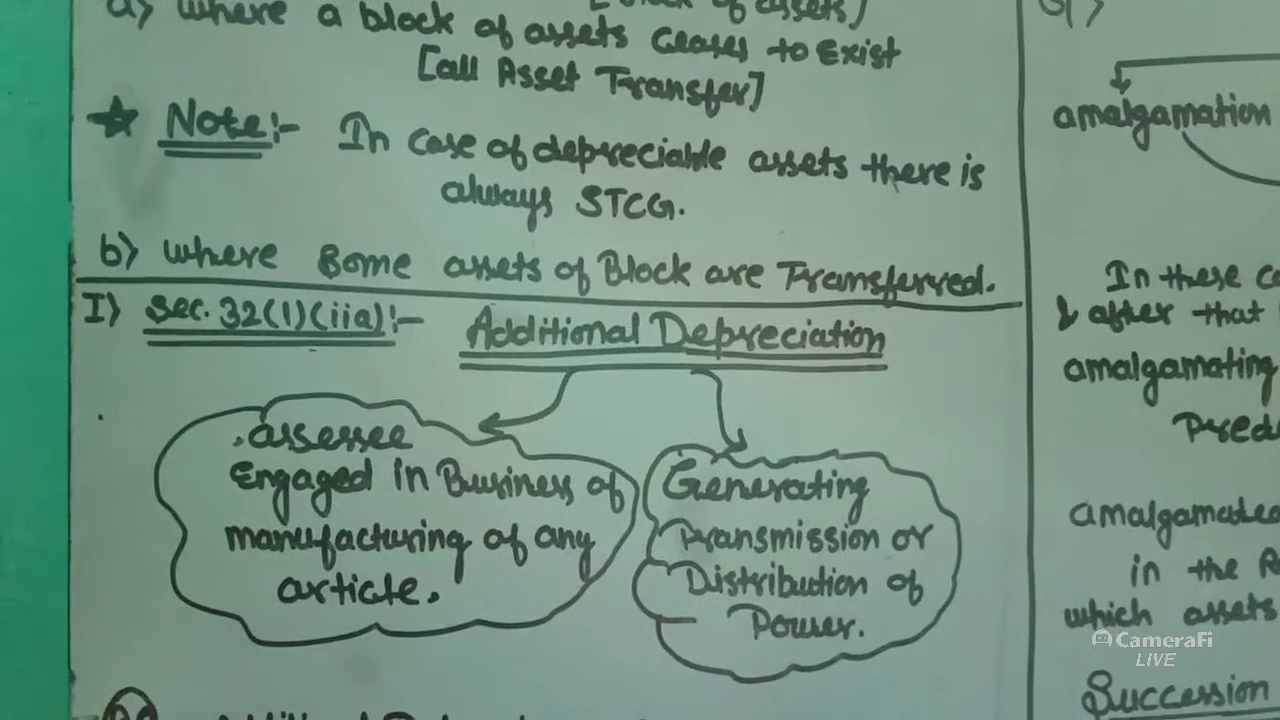 a) where a block of assets ceases to Exist
[all Asset Transfer]
☆ Note:- In case of depreciable assets there is
always STCG.
b) where some assets of Block are Transferred.
I) Sec. 32(1)(iia):- Additional Depreciation
assessee
Engaged in Business of
manufacturing of any
article.
Generating
Transmission or
Distribution of
Power.
amalgamation
In these
& after that
amalgamating
amalgamated
in the
which assets
Succession
CameraFi
LIVE